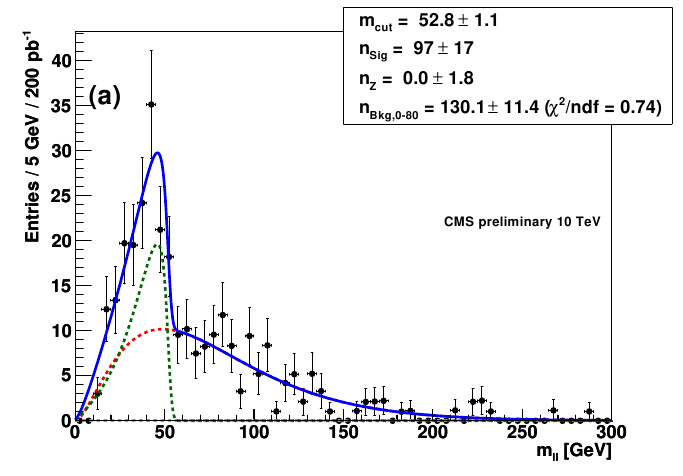 m_cut = 52.8 ± 1.1
n_Sig = 97 ± 17
n_Z = 0.0 ± 1.8
n_Bkg,0-80 = 130.1 ± 11.4 (χ²/ndf = 0.74)
(a)
CMS preliminary 10 TeV
Entries / 5 GeV / 200 pb⁻¹
40
35
30
25
20
15
10
5
0
0 50 100 150 200 250 300
m_ll [GeV]